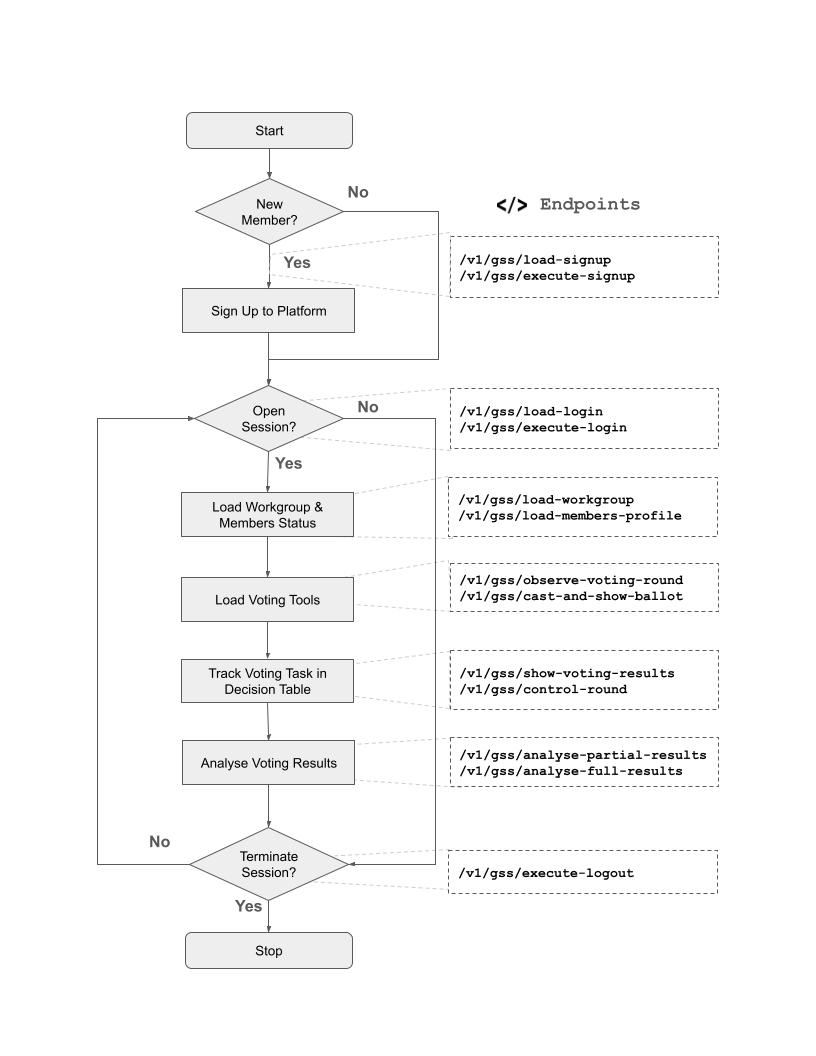 Start
New
Member?
No
</> Endpoints
Yes
/v1/gss/load-signup
/v1/gss/execute-signup
Sign Up to Platform
Open
Session?
No
/v1/gss/load-login
/v1/gss/execute-login
Yes
Load Workgroup &
Members Status
/v1/gss/load-workgroup
/v1/gss/load-members-profile
Load Voting Tools
/v1/gss/observe-voting-round
/v1/gss/cast-and-show-ballot
Track Voting Task in
Decision Table
/v1/gss/show-voting-results
/v1/gss/control-round
Analyse Voting Results
/v1/gss/analyse-partial-results
/v1/gss/analyse-full-results
No
Terminate
Session?
/v1/gss/execute-logout
Yes
Stop